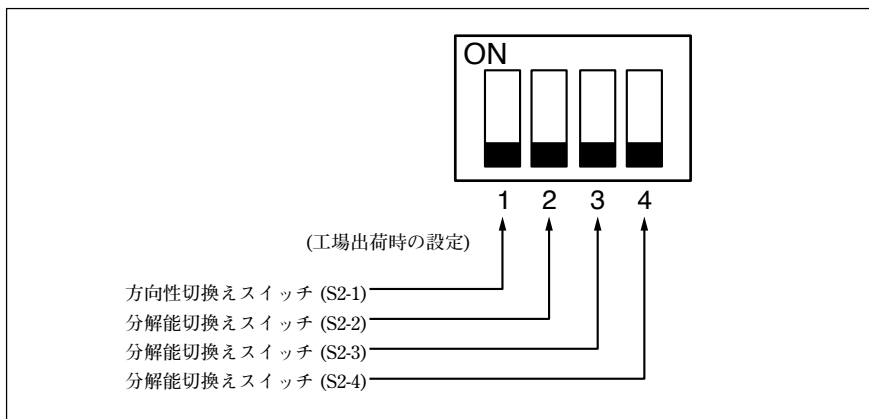 ON
1 2 3 4
(工場出荷時の設定)
方向性切換えスイッチ (S2-1)
分解能切換えスイッチ (S2-2)
分解能切換えスイッチ (S2-3)
分解能切換えスイッチ (S2-4)